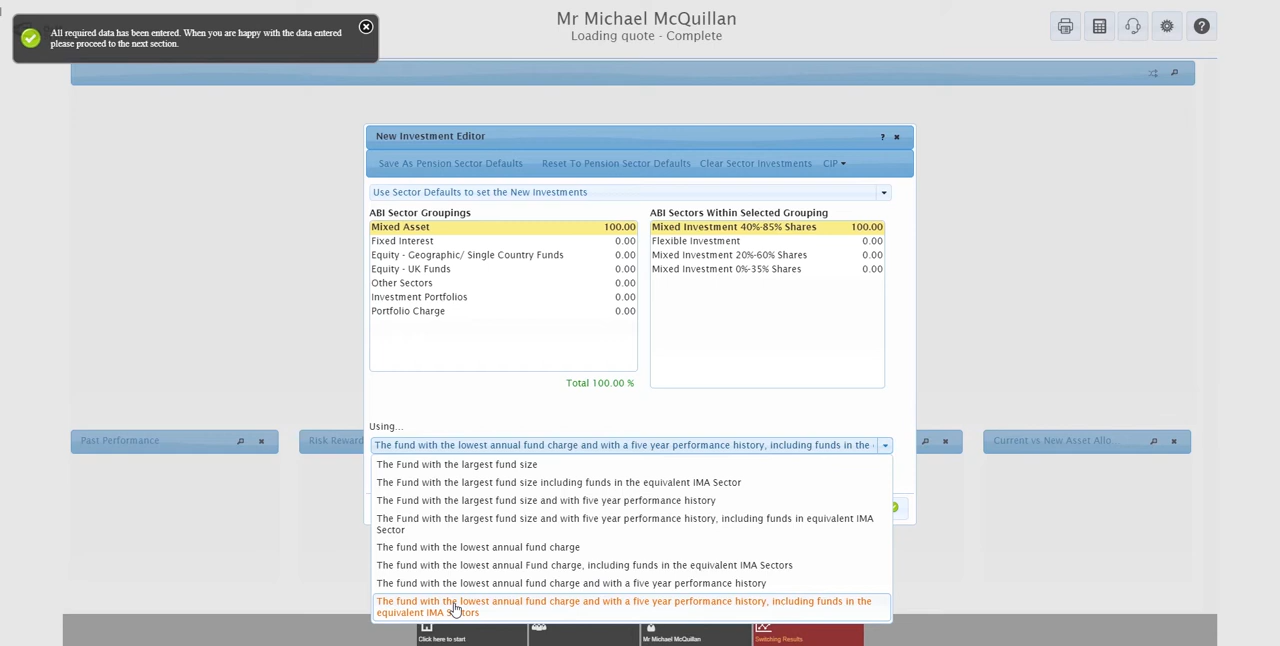 Mr Michael McQuillan
Loading quote - Complete
All required data has been entered. When you are happy with the data entered
please proceed to the next section.
New Investment Editor
Save As Pension Sector Defaults Reset To Pension Sector Defaults Clear Sector Investments CIP
Use Sector Defaults to set the New Investments
ABI Sector Groupings
Mixed Asset 100.00
Fixed Interest 0.00
Equity - Geographic/ Single Country Funds 0.00
Equity - UK Funds 0.00
Other Sectors 0.00
Investment Portfolios 0.00
Portfolio Charge 0.00
Total 100.00 %
ABI Sectors Within Selected Grouping
Mixed Investment 40%-85% Shares 100.00
Flexible Investment 0.00
Mixed Investment 20%-60% Shares 0.00
Mixed Investment 0%-35% Shares 0.00
Past Performance
Risk Reward
Current vs New Asset Allo...
Using...
The fund with the lowest annual fund charge and with a five year performance history, including funds in the
The Fund with the largest fund size
The Fund with the largest fund size including funds in the equivalent IMA Sector
The Fund with the largest fund size and with five year performance history
The Fund with the largest fund size and with five year performance history, including funds in equivalent IMA
Sector
The fund with the lowest annual fund charge
The fund with the lowest annual Fund charge, including funds in the equivalent IMA Sectors
The fund with the lowest annual fund charge and with a five year performance history
The fund with the lowest annual fund charge and with a five year performance history, including funds in the
equivalent IMA Sectors
Click here to start
Mr Michael McQuillan
Switching Results